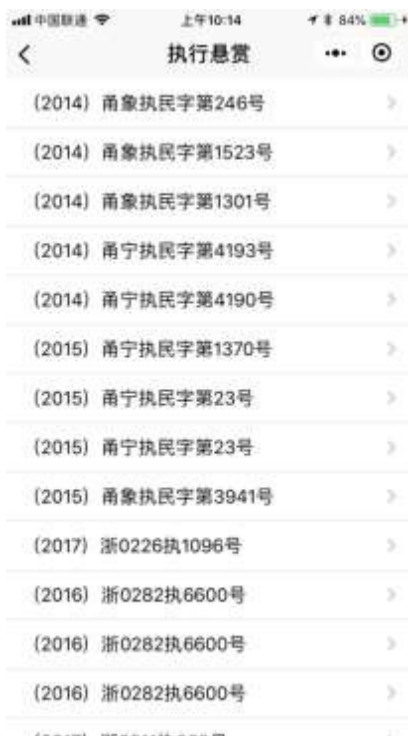 中国联通 上午10:14 84%
执行悬赏
(2014) 甬象执民字第246号
(2014) 甬象执民字第1523号
(2014) 甬象执民字第1301号
(2014) 甬宁执民字第4193号
(2014) 甬宁执民字第4190号
(2015) 甬宁执民字第1370号
(2015) 甬宁执民字第23号
(2015) 甬宁执民字第23号
(2015) 甬象执民字第3941号
(2017) 浙0226执1096号
(2016) 浙0282执6600号
(2016) 浙0282执6600号
(2016) 浙0282执6600号